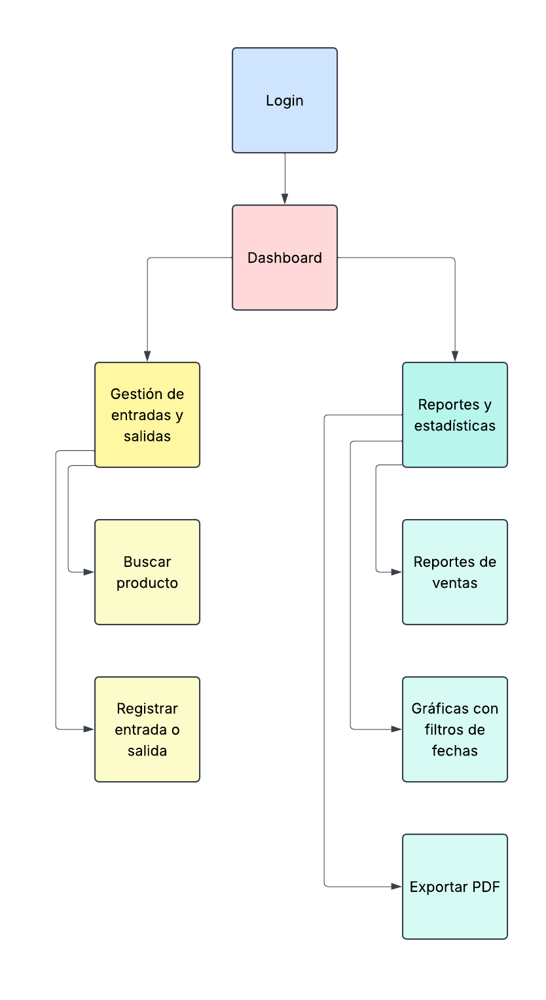 Login
Dashboard
Gestión de
entradas y
salidas
Buscar
producto
Registrar
entrada o
salida
Reportes y
estadísticas
Reportes de
ventas
Gráficas con
filtros de
fechas
Exportar PDF